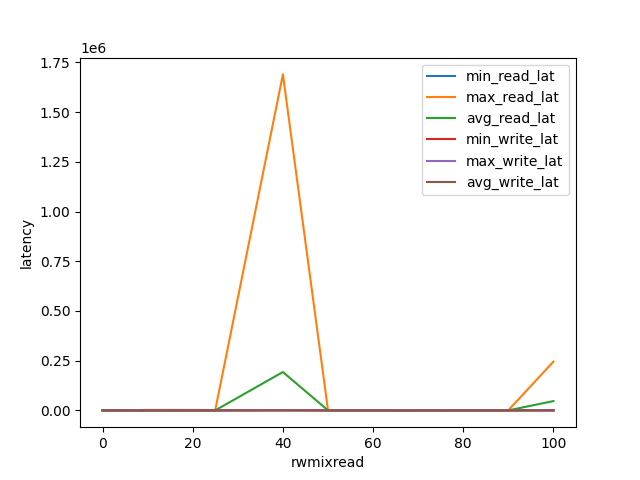 1e6
1.75
1.50
1.25
1.00
0.75
0.50
0.25
0.00
latency
min_read_lat
max_read_lat
avg_read_lat
min_write_lat
max_write_lat
avg_write_lat
0 20 40 60 80 100
rwmixread